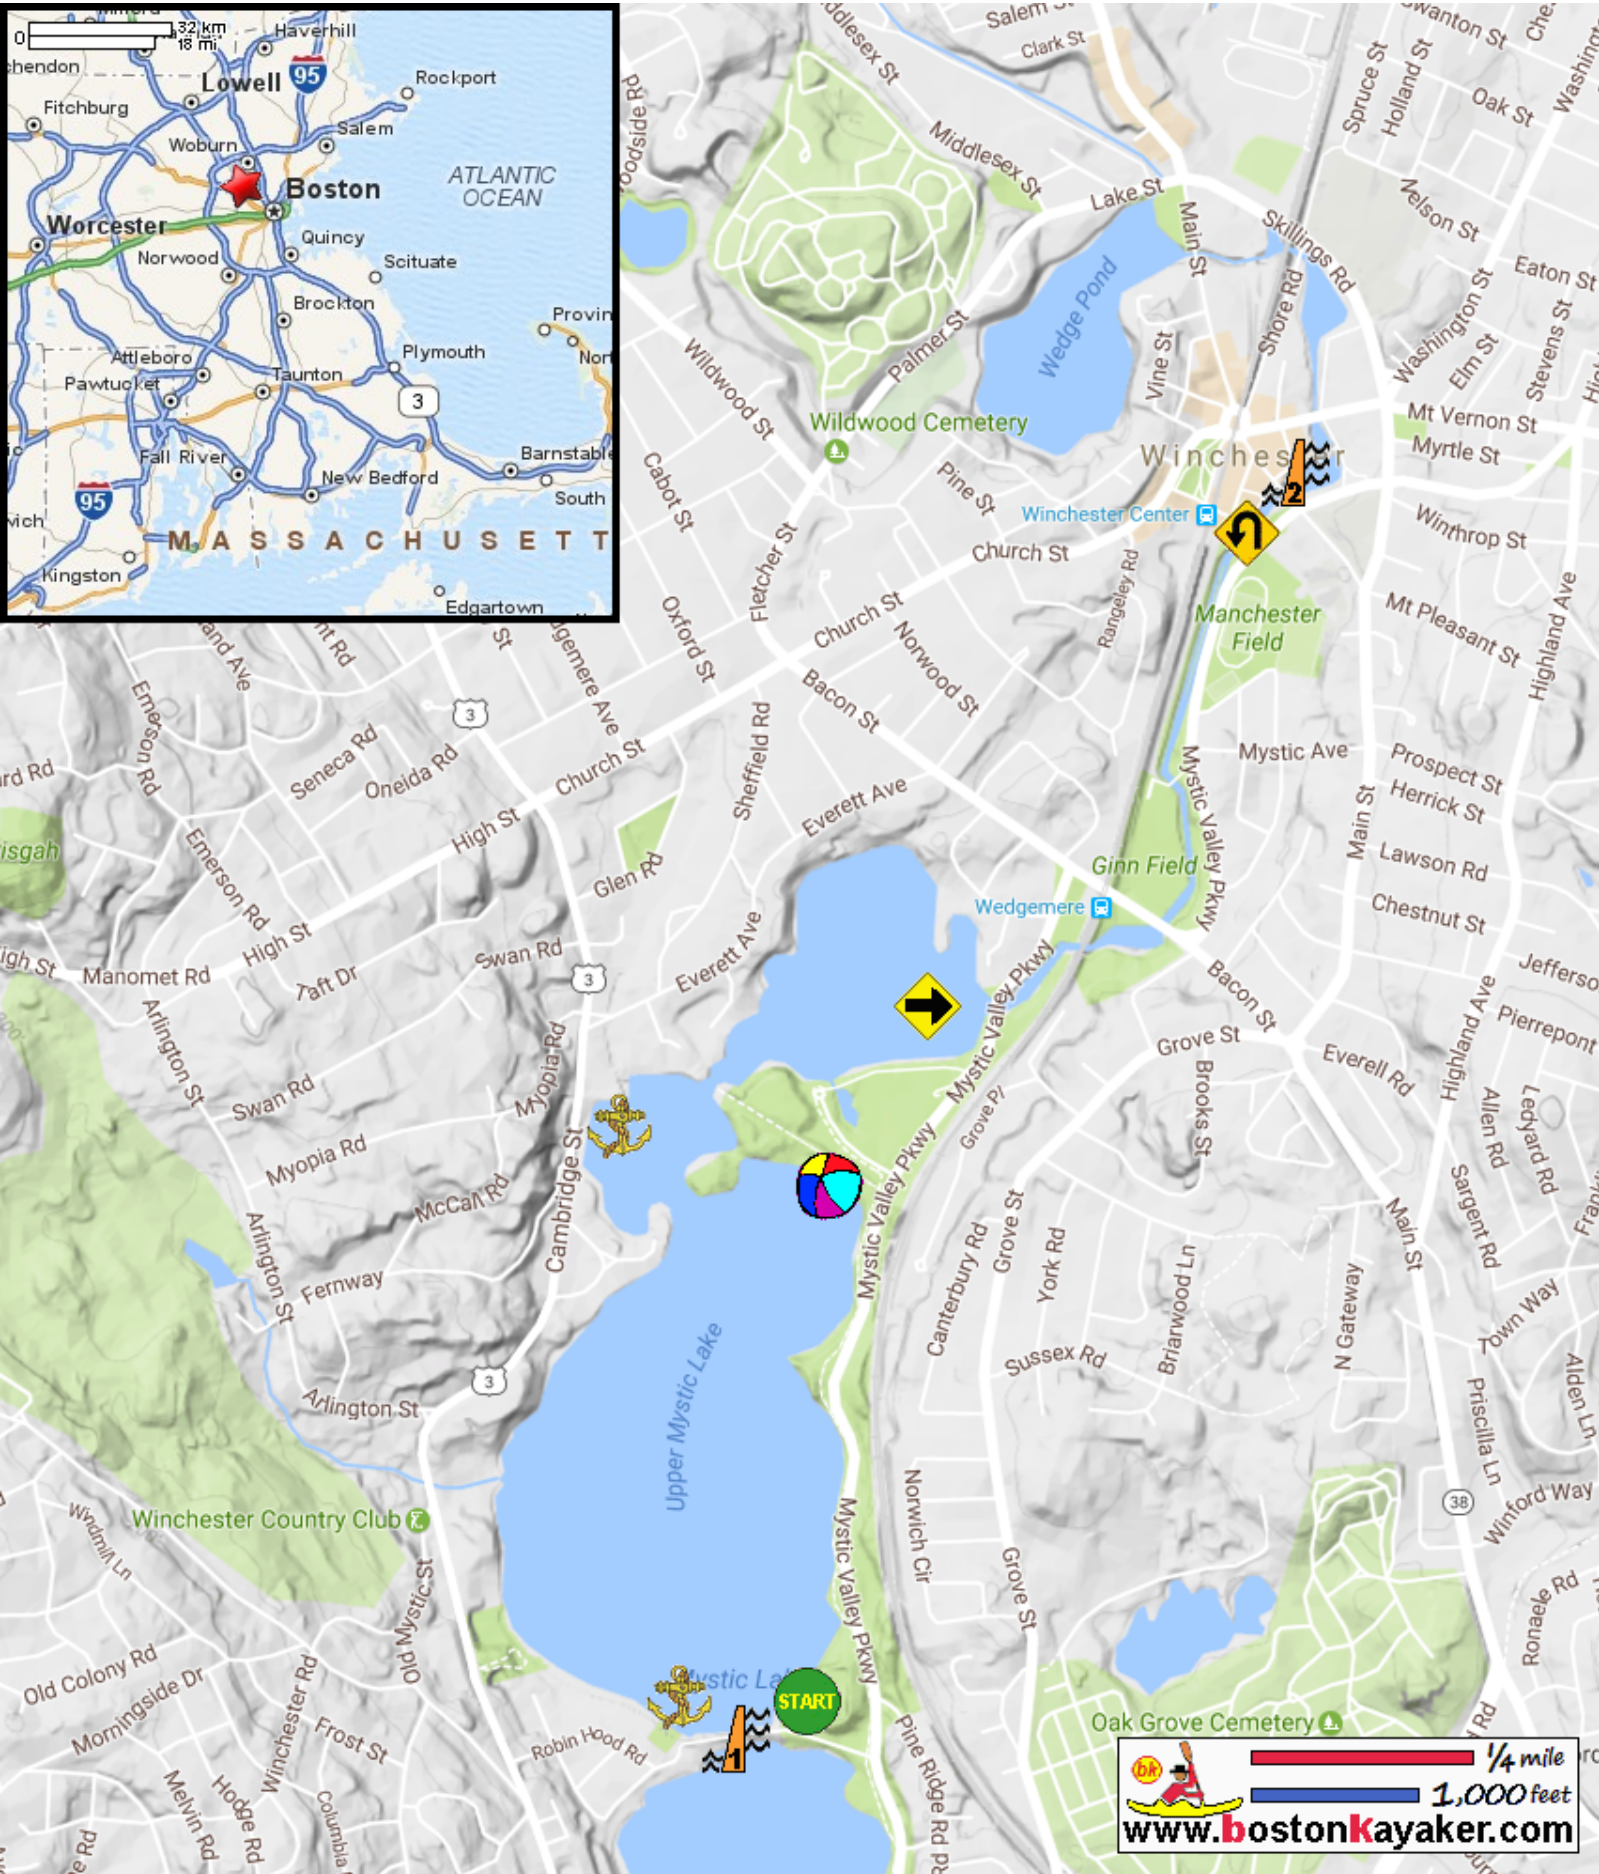 0
32 km
18 mi
Haverhill
Lowell
95
Rockport
Fitchburg
Salem
Woburn
ATLANTIC
OCEAN
Boston
Worcester
Quincy
Norwood
Scituate
Brockton
Attleboro
Plymouth
Pawtucket
Taunton
3
Fall River
New Bedford
95
Kingston
Edgartown
South
Salem St
Clark St
Middlesex St
Lake St
Main St
Skillings Rd
Spruce St
Holland St
Oak St
Nelson St
Eaton St
Washington St
Elm St
Stevens St
Shore Rd
Vine St
Wedge Pond
Palmer St
Wildwood St
Wildwood Cemetery
Mt Vernon St
Myrtle St
2
Winthrop St
Winchester Center
Church St
Pine St
Cabot St
Fletcher St
Rangeley Rd
Manchester
Field
Mt Pleasant St
Highland Ave
Oxford St
Church St
Norwood St
Bacon St
Sheffield Rd
3
Emerson Rd
Seneca Rd
Oneida Rd
Church St
High St
Everett Ave
Mystic Ave
Prospect St
Herrick St
Main St
Lawson Rd
Chestnut St
Mystic Valley Pkwy
Ginn Field
Wedgemere
Glen Rd
Emerson Rd
High St
Manomet Rd
Taft Dr
Swan Rd
3
Everett Ave
Arlington St
Bacon St
Highland Ave
Grove St
Everell Rd
Brooks St
Allen Rd
Ledyard Rd
Sargent Rd
Mystic Valley Pkwy
Grove Pl
Myopia Rd
Swan Rd
Myopia Rd
McCall Rd
Cambridge St
Mystic Valley Pkwy
Canterbury Rd
Grove St
York Rd
Briarwood Ln
N Gateway
Main St
Town Way
Alden Ln
Priscilla Ln
Arlington St
Fernway
Sussex Rd
3
Arlington St
Upper Mystic Lake
Winchester Country Club
Windmill Ln
Old Mystic St
Mystic Valley Pkwy
Norwich Cir
Grove St
38
Winford Way
Ronaele Rd
START
Old Colony Rd
Morningside Dr
Winchester Rd
Frost St
Robin Hood Rd
1
Pine Ridge Rd
Oak Grove Cemetery
Melvin Rd
Hodge Rd
Columbia
bk
1/4 mile
1,000 feet
www.bostonkayaker.com